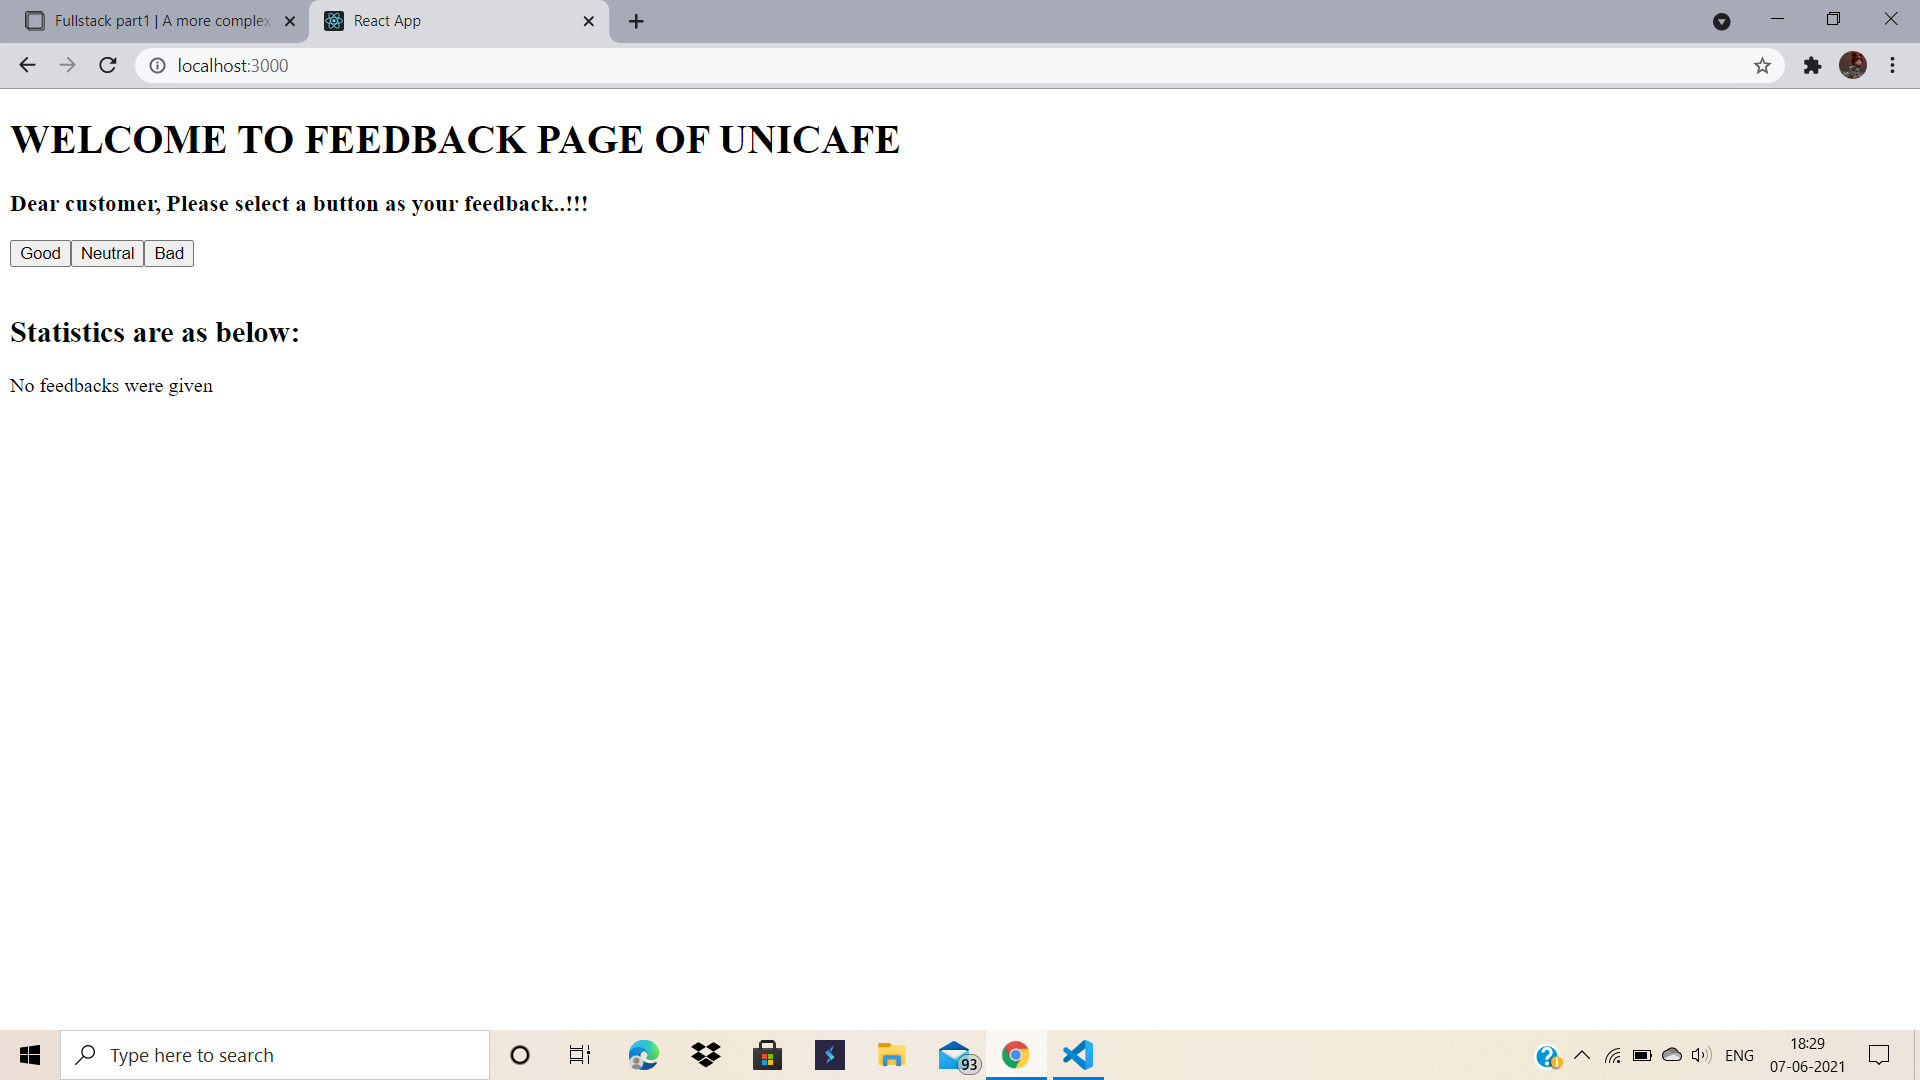 Fullstack part1 | A more complex
React App
localhost:3000
WELCOME TO FEEDBACK PAGE OF UNICAFE
Dear customer, Please select a button as your feedback..!!!
Good Neutral Bad
Statistics are as below:
No feedbacks were given
Type here to search
93
ENG
18:29
07-06-2021